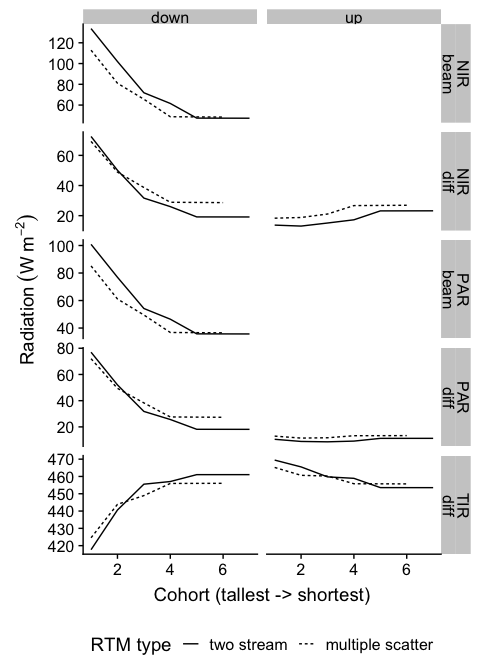 down up
120
100
80
60
NIR
beam
60
40
20
NIR
diff
100
80
60
40
PAR
beam
80
60
40
20
PAR
diff
470
460
450
440
430
420
TIR
diff
Radiation (W m⁻²)
2 4 6 2 4 6
Cohort (tallest -> shortest)
RTM type two stream multiple scatter